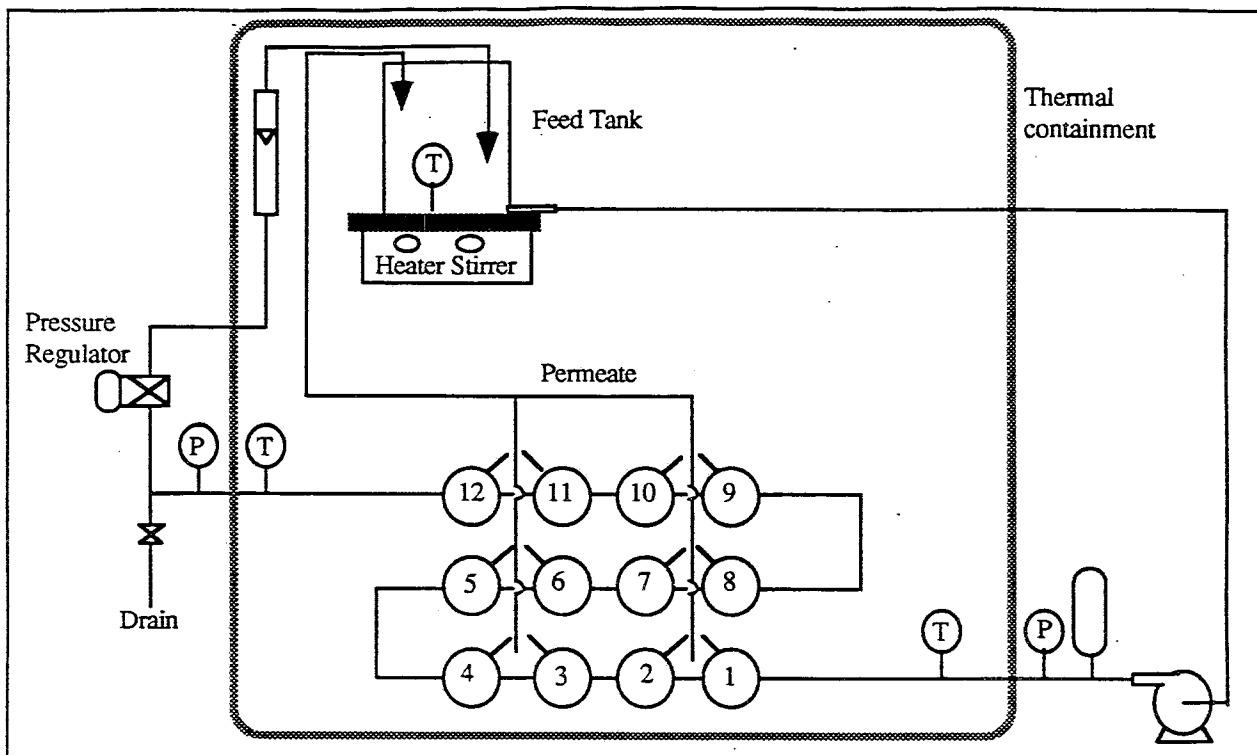 Feed Tank
Thermal
containment
T
Heater Stirrer
Pressure
Regulator
Permeate
P
T
12
11
10
9
5
6
7
8
Drain
T
P
4
3
2
1